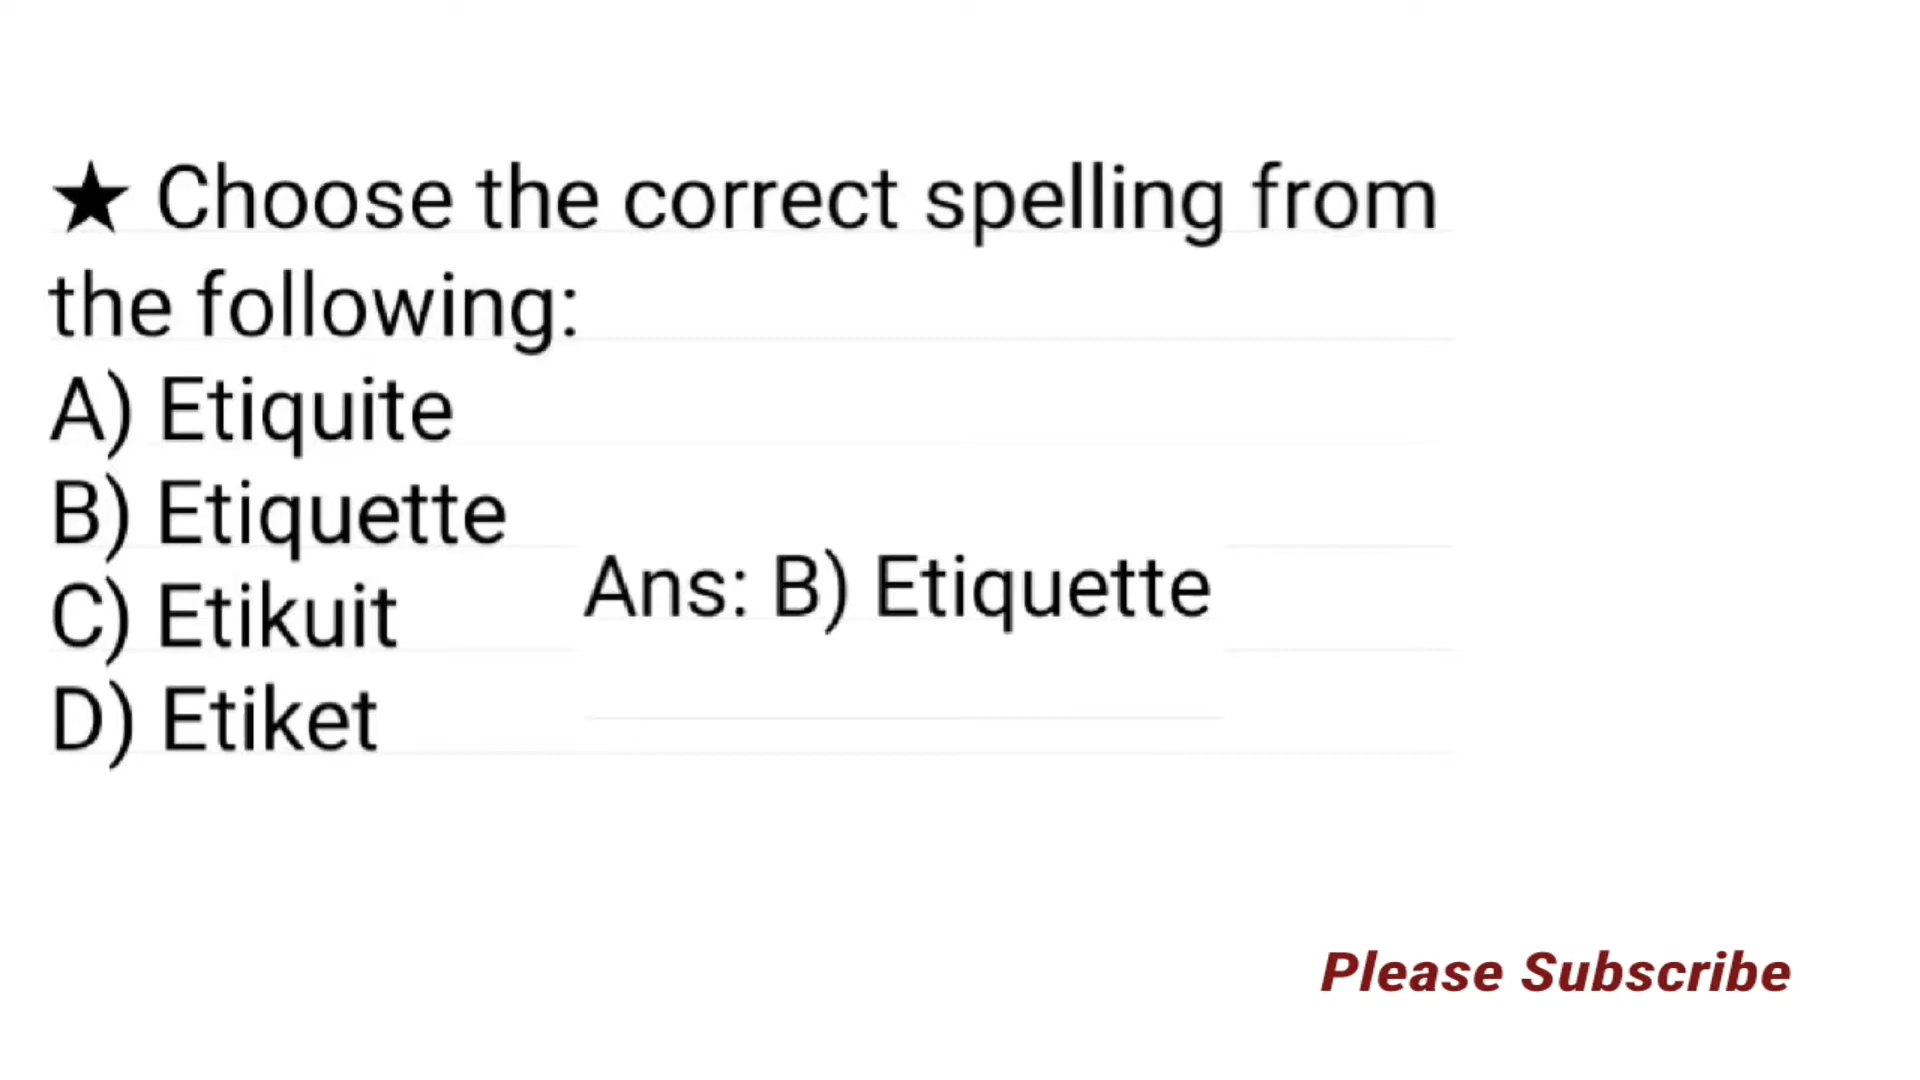 ★ Choose the correct spelling from
the following:
A) Etiquite
B) Etiquette
C) Etikuit
D) Etiket
Ans: B) Etiquette
Please Subscribe